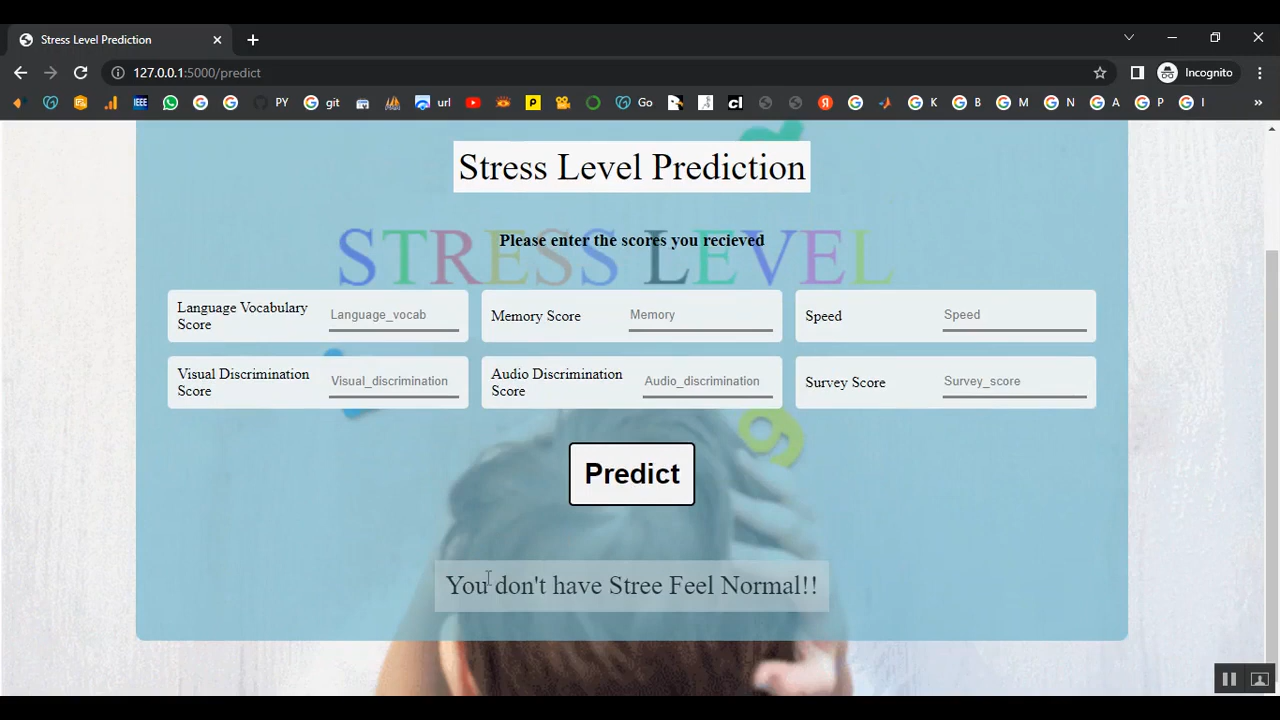 Stress Level Prediction
127.0.0.1:5000/predict
Incognito
IEEE
PY
git
url
Go
K
B
M
N
A
P
I
»
Stress Level Prediction
STRESS LEVEL
Please enter the scores you recieved
Language Vocabulary Score Language_vocab
Memory Score Memory
Speed Speed
Visual Discrimination Score Visual_discrimination
Audio Discrimination Score Audio_discrimination
Survey Score Survey_score
Predict
You don't have Stree Feel Normal!!